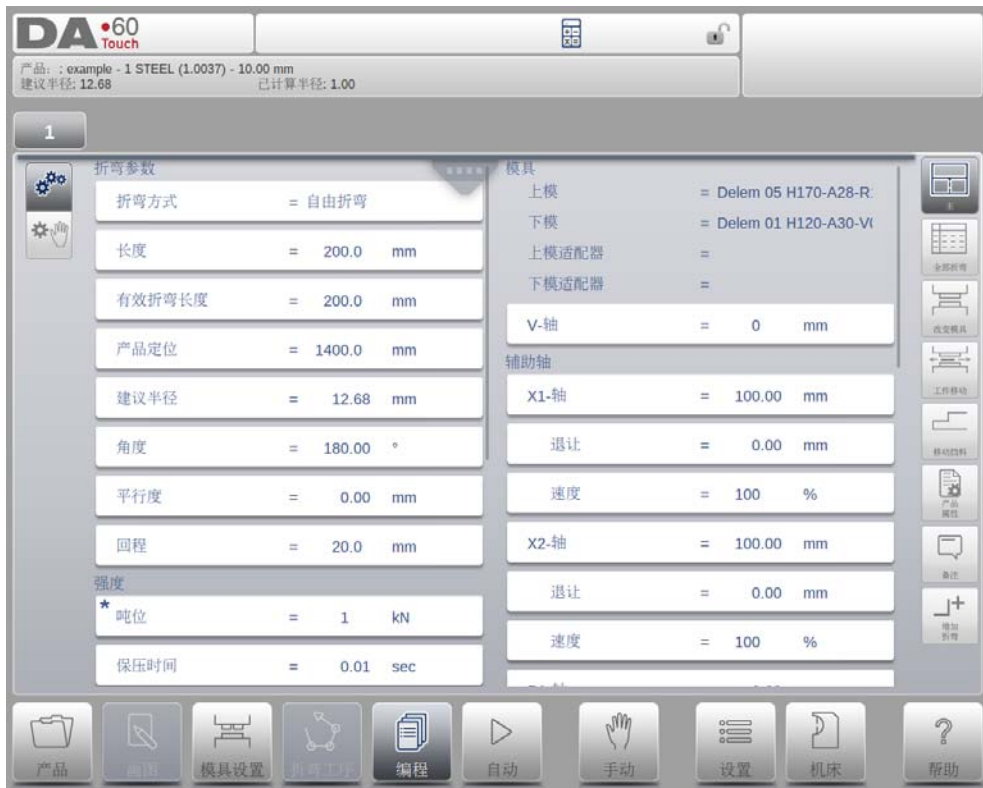 DA•60
Touch
产品: : example - 1 STEEL (1.0037) - 10.00 mm
建议半径: 12.68 已计算半径: 1.00
1
折弯参数
折弯方式 = 自由折弯
长度 = 200.0 mm
有效折弯长度 = 200.0 mm
产品定位 = 1400.0 mm
建议半径 = 12.68 mm
角度 = 180.00 °
平行度 = 0.00 mm
回程 = 20.0 mm
强度
* 吨位 = 1 kN
保压时间 = 0.01 sec
模具
上模 = Delem 05 H170-A28-R
下模 = Delem 01 H120-A30-V
上模适配器 =
下模适配器 =
V-轴 = 0 mm
辅助轴
X1-轴 = 100.00 mm
退让 = 0.00 mm
速度 = 100 %
X2-轴 = 100.00 mm
退让 = 0.00 mm
速度 = 100 %
主
全部折弯
改变模具
工件移动
移动挡料
产品
属性
备注
增加
折弯
产品
画图
模具设置
折弯工序
编程
自动
手动
设置
机床
帮助